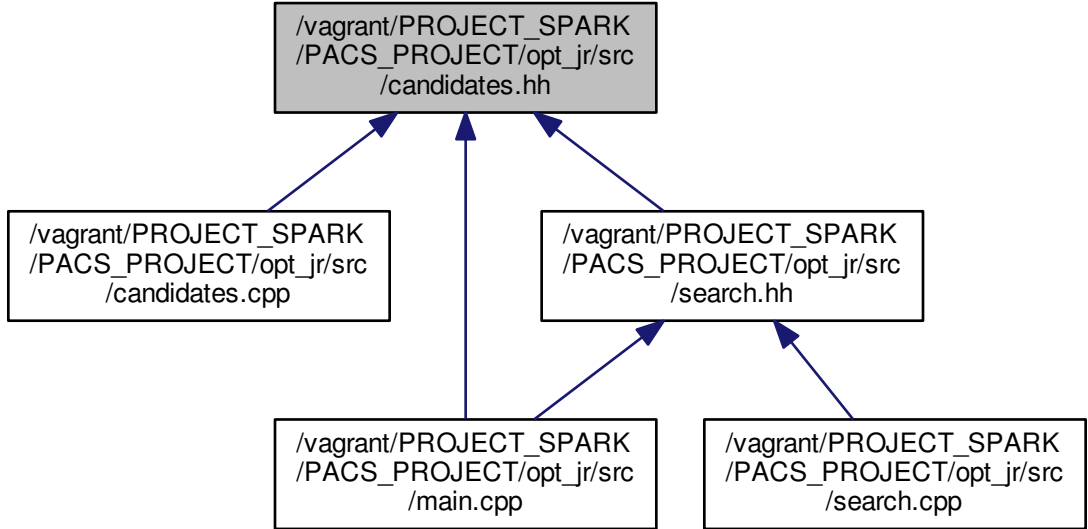 /vagrant/PROJECT_SPARK
/PACS_PROJECT/opt_jr/src
/candidates.hh
/vagrant/PROJECT_SPARK
/PACS_PROJECT/opt_jr/src
/candidates.cpp
/vagrant/PROJECT_SPARK
/PACS_PROJECT/opt_jr/src
/search.hh
/vagrant/PROJECT_SPARK
/PACS_PROJECT/opt_jr/src
/main.cpp
/vagrant/PROJECT_SPARK
/PACS_PROJECT/opt_jr/src
/search.cpp